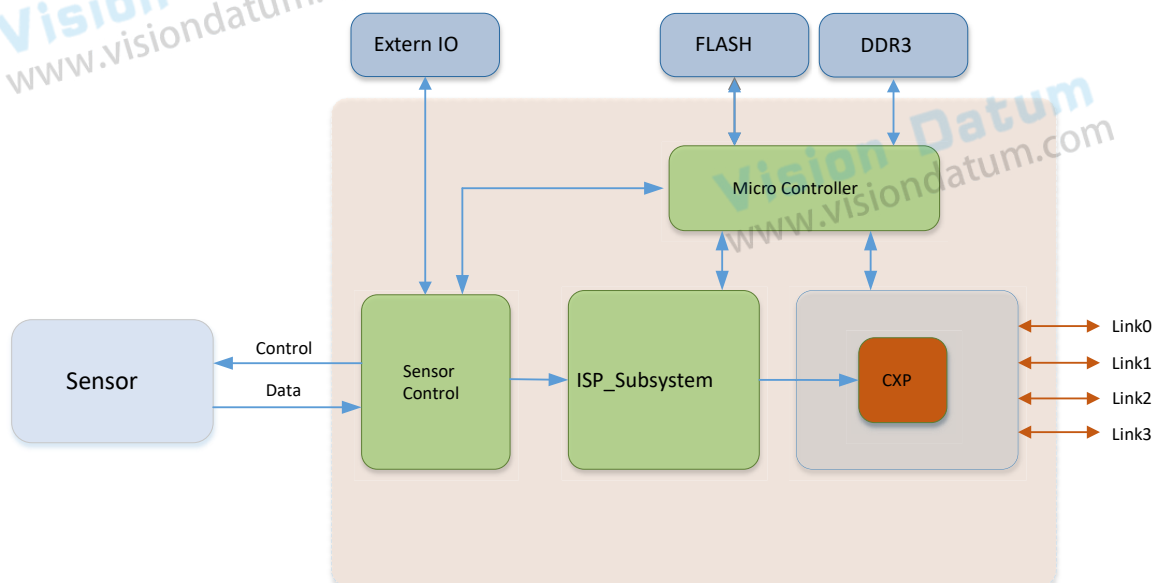 Vision
www.visiondatum.
Extern IO
FLASH
DDR3
Vision Datum
www.visiondatum.com
Micro Controller
Sensor
Control
Data
Sensor
Control
ISP_Subsystem
CXP
Link0
Link1
Link2
Link3